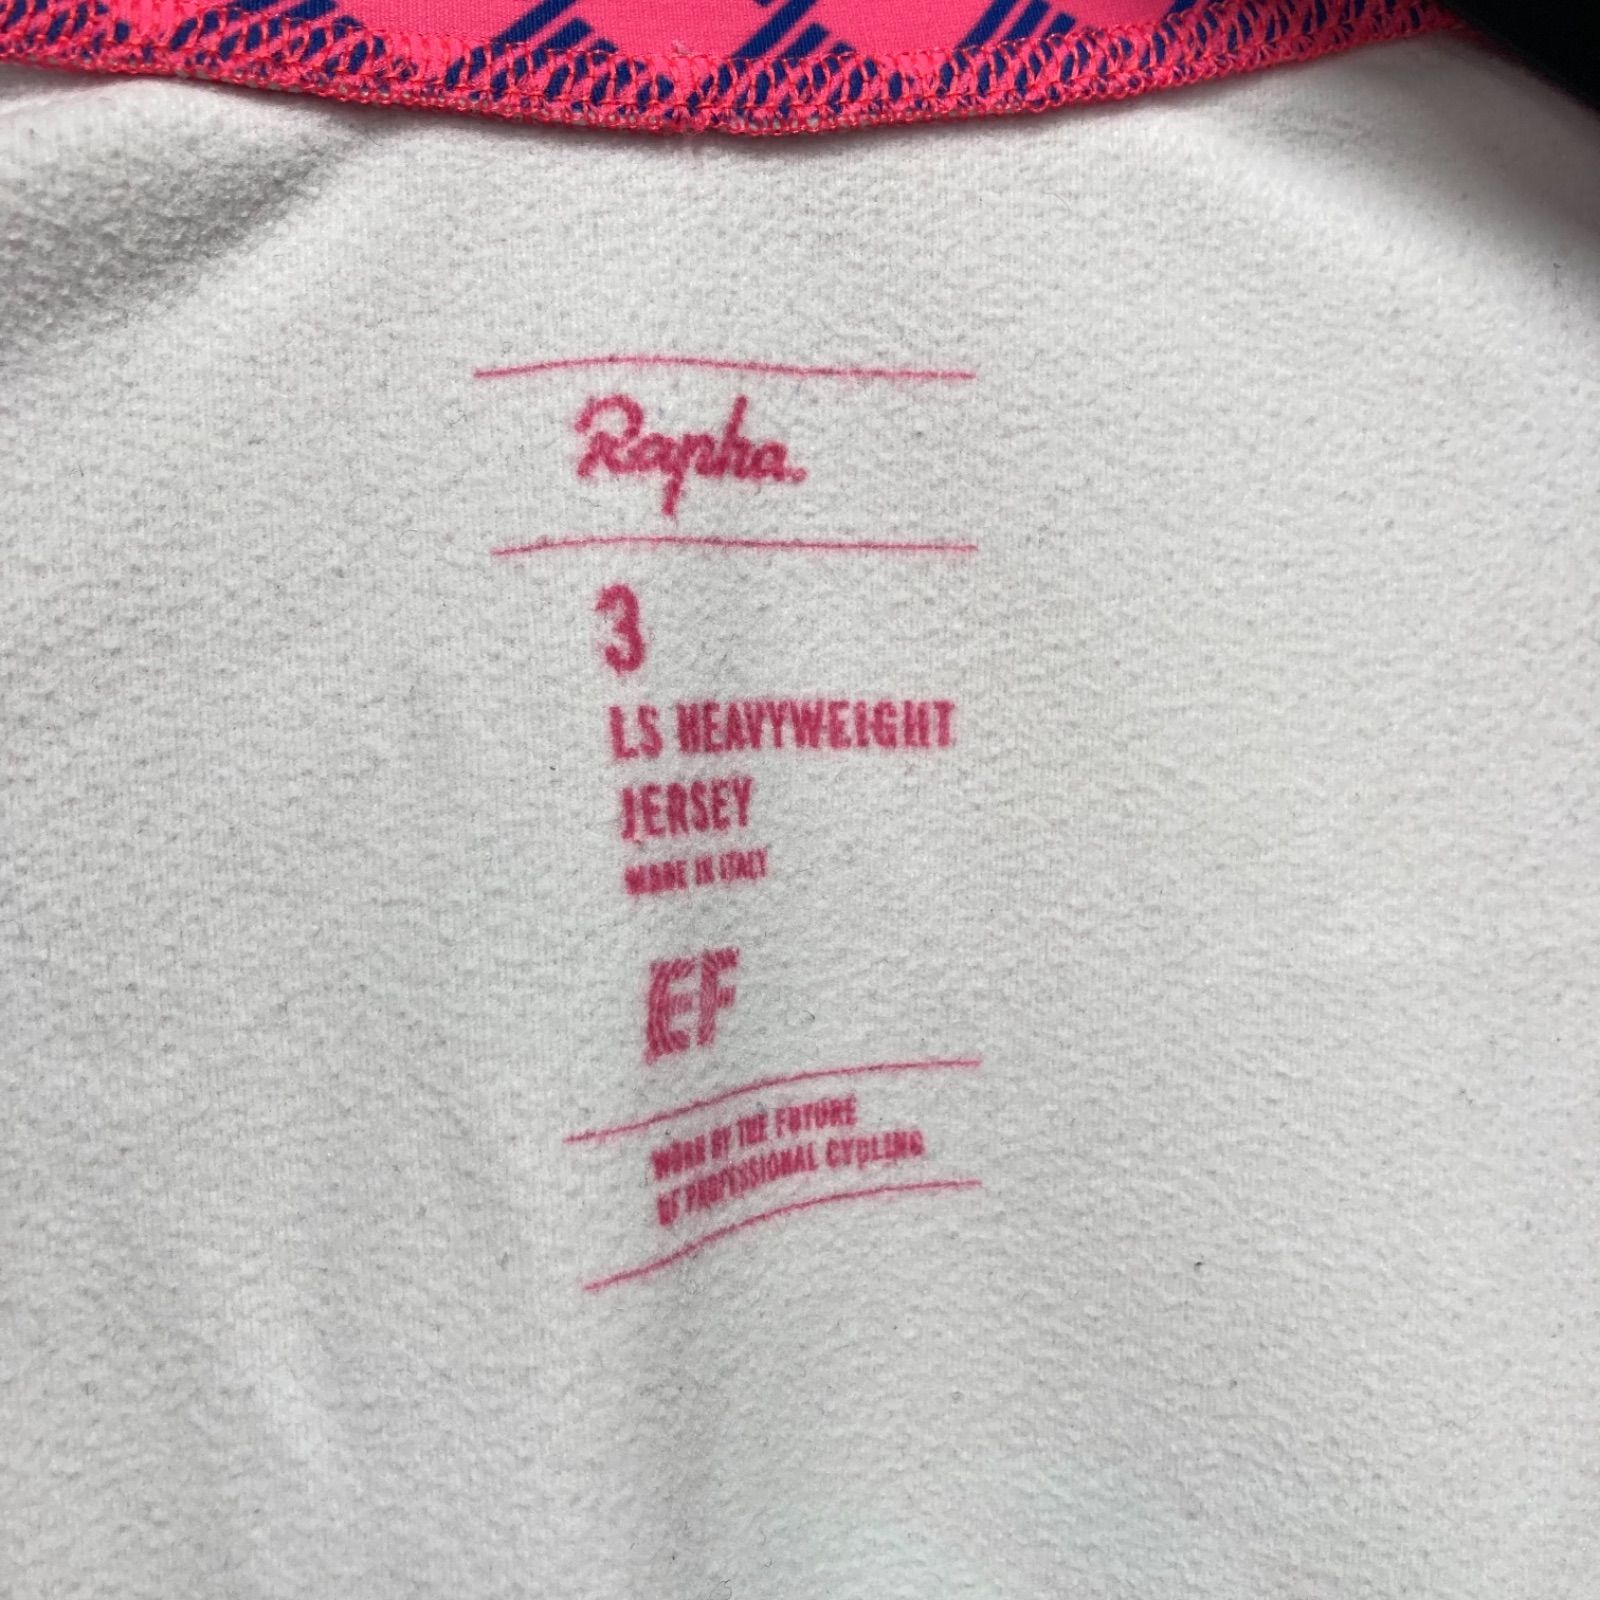 Rapha.
3
LS HEAVYWEIGHT
JERSEY
MADE IN ITALY
EF
WORN BY THE FUTURE
OF PROFESSIONAL CYCLING